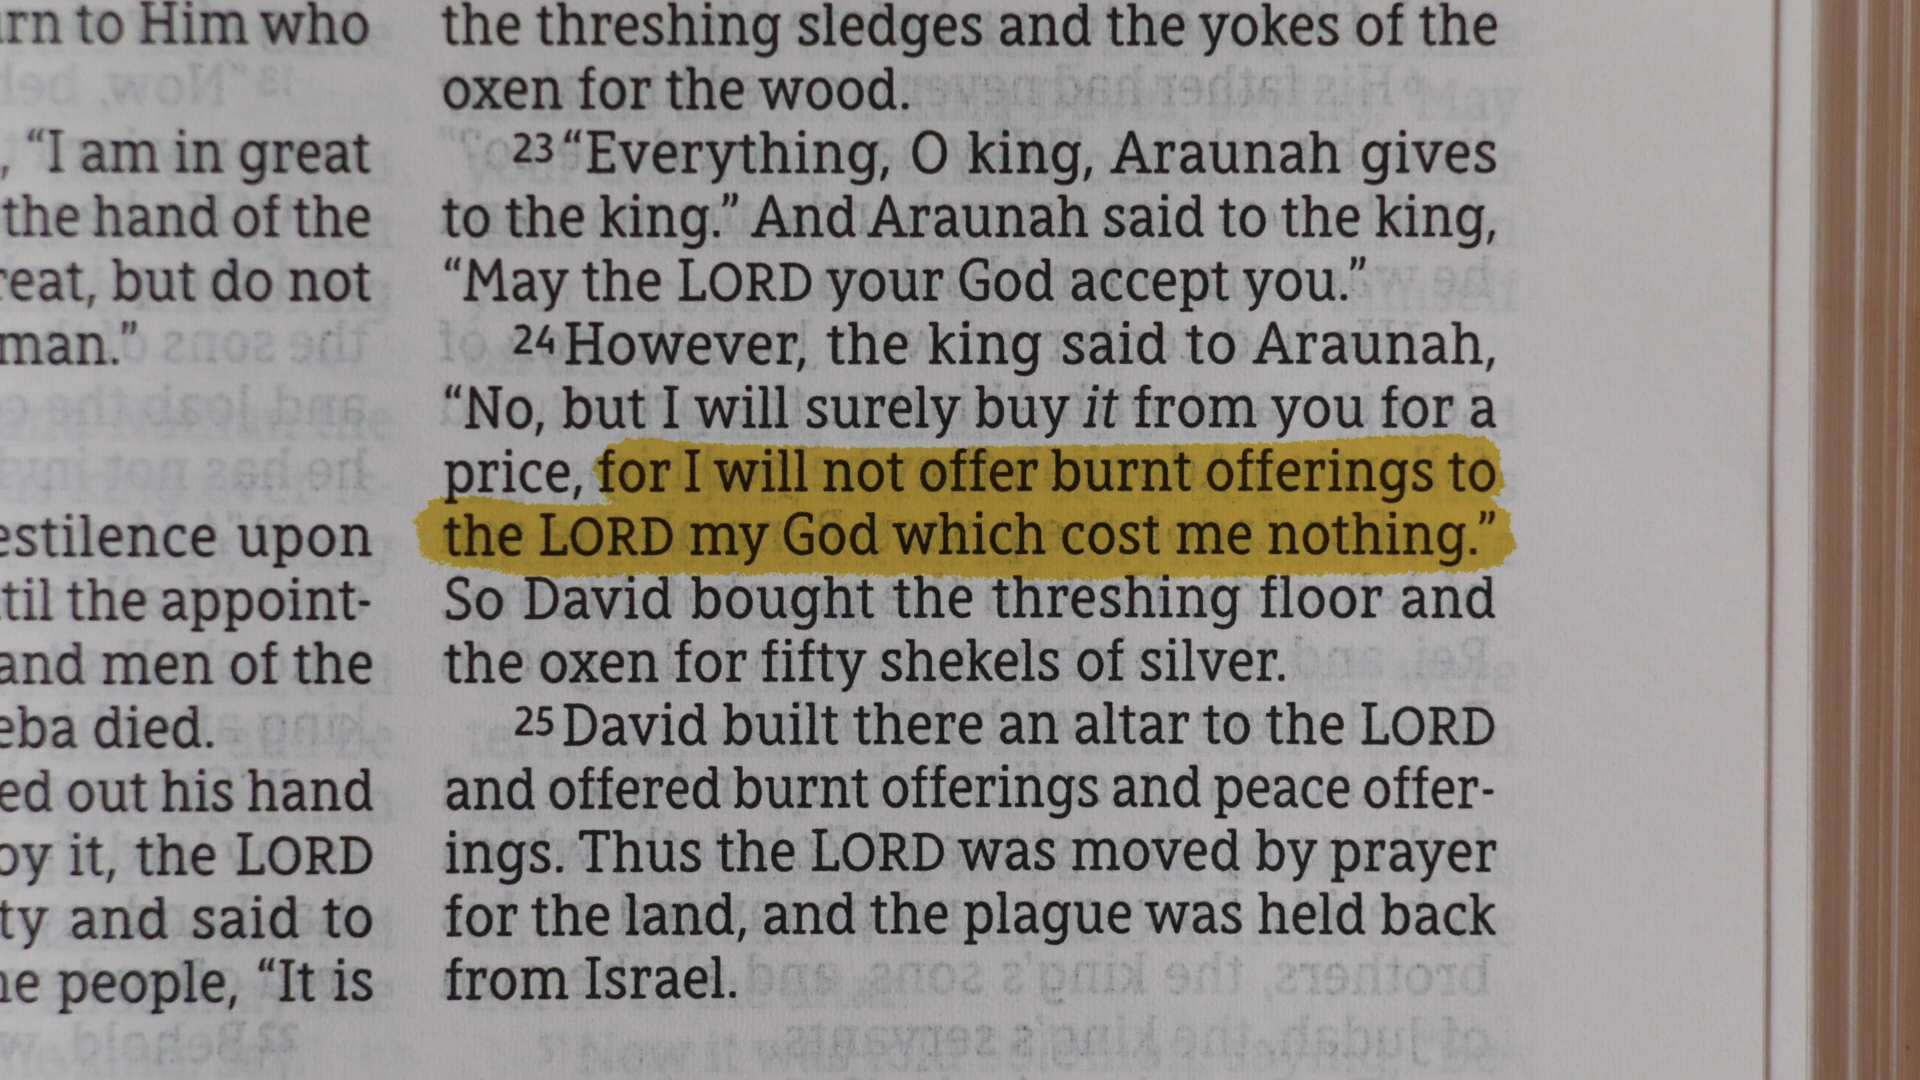 rn to Him who
, “I am in great
the hand of the
reat, but do not
man.”
estilence upon
til the appoint-
and men of the
eba died.
ed out his hand
by it, the LORD
ty and said to
he people, “It is
the threshing sledges and the yokes of the
oxen for the wood.
23 “Everything, O king, Araunah gives
to the king.” And Araunah said to the king,
“May the LORD your God accept you.”
24 However, the king said to Araunah,
“No, but I will surely buy it from you for a
price, for I will not offer burnt offerings to
the LORD my God which cost me nothing.”
So David bought the threshing floor and
the oxen for fifty shekels of silver.
25 David built there an altar to the LORD
and offered burnt offerings and peace offer-
ings. Thus the LORD was moved by prayer
for the land, and the plague was held back
from Israel.